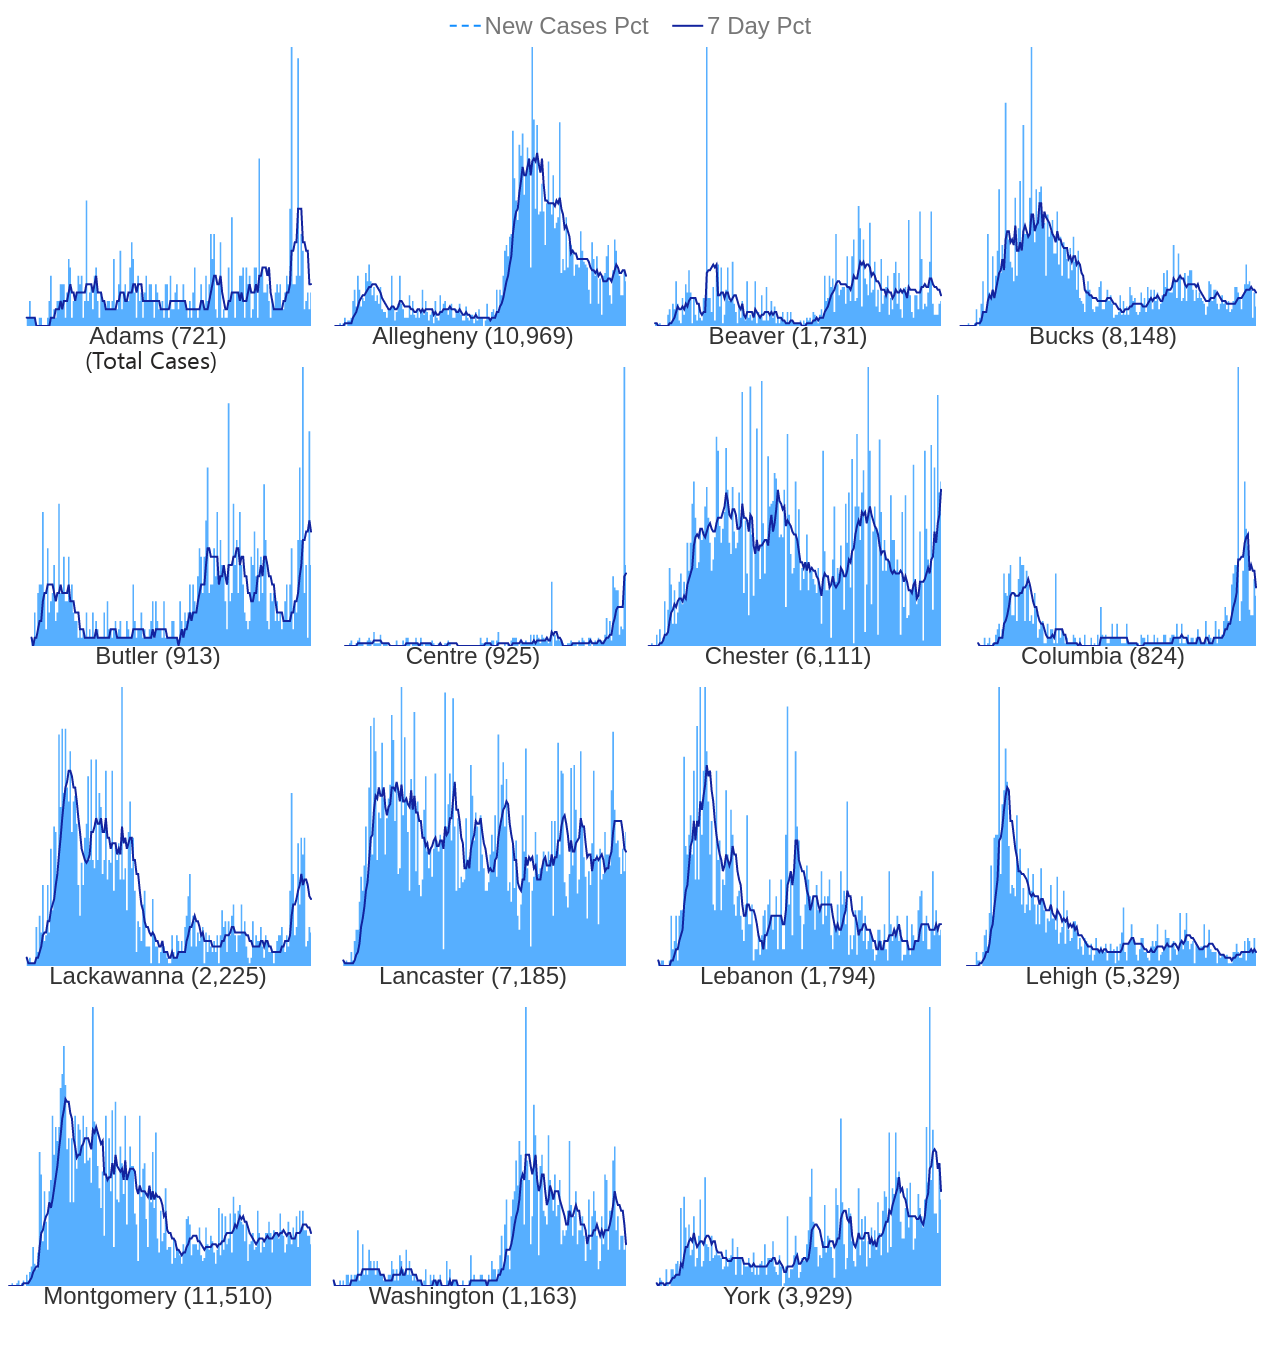 New Cases Pct 7 Day Pct
Adams (721) Allegheny (10,969) Beaver (1,731) Bucks (8,148)
(Total Cases)
Butler (913) Centre (925) Chester (6,111) Columbia (824)
Lackawanna (2,225) Lancaster (7,185) Lebanon (1,794) Lehigh (5,329)
Montgomery (11,510) Washington (1,163) York (3,929)